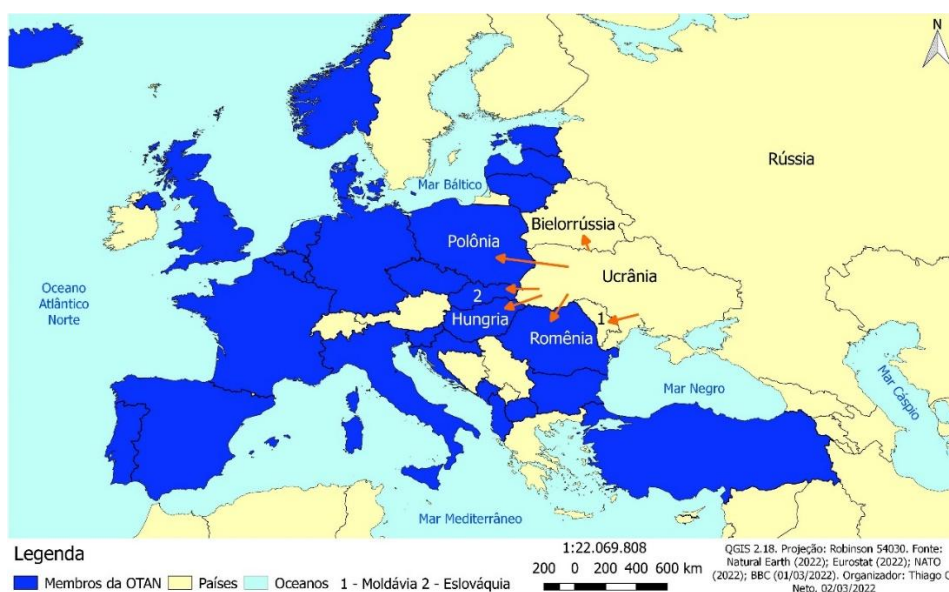 Rússia
Mar Báltico
Bielorrússia
Polônia
Ucrânia
Oceano
Atlântico
Norte
2
1
Hungria
Romênia
Mar Negro
Mar Cáspio
Mar Mediterrâneo
N
Legenda
Membros da OTAN Países Oceanos 1 - Moldávia 2 - Eslováquia
1:22.069.808
200 0 200 400 600 km
QGIS 2.18. Projeção: Robinson 54030. Fonte:
Natural Earth (2022); Eurostat (2022); NATO
(2022); BBC (01/03/2022). Organizador: Thiago O
Neto, 02/03/2022